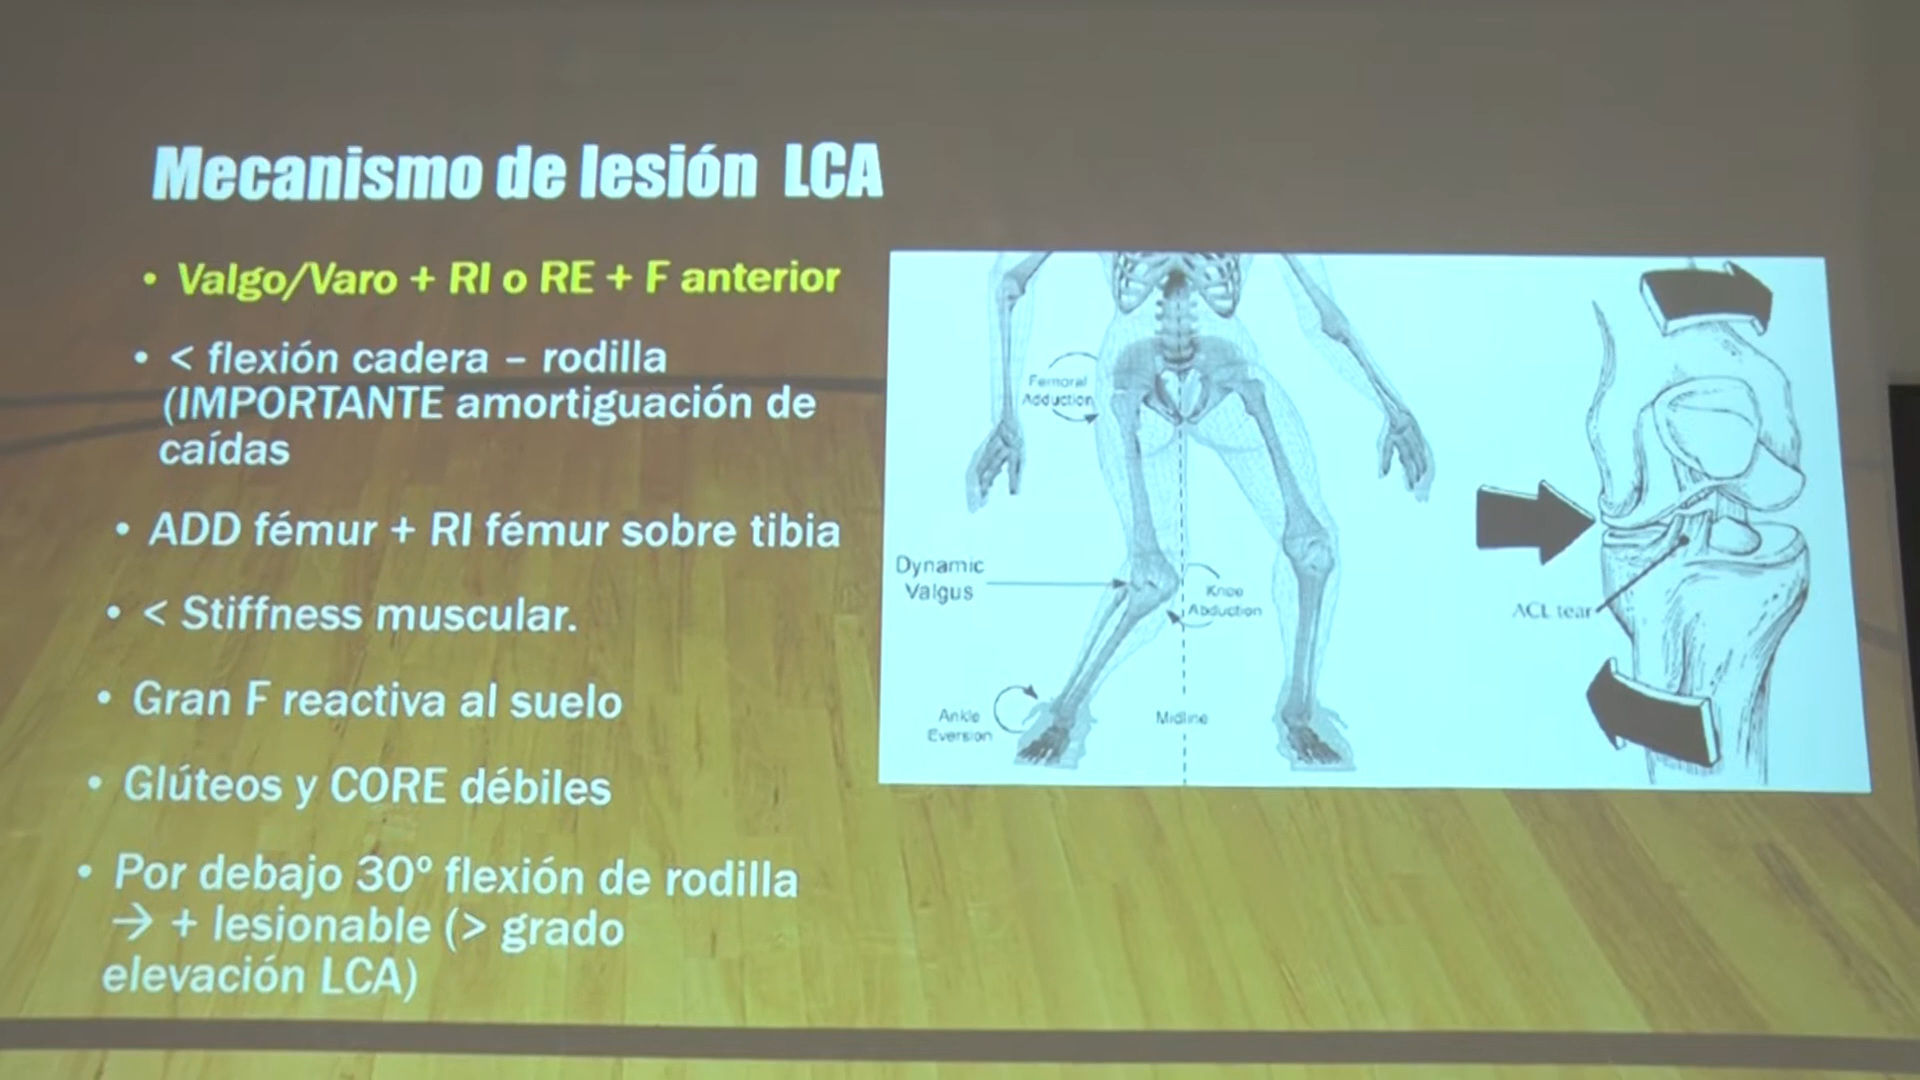 Mecanismo de lesión LCA
• Valgo/Varo + RI o RE + F anterior
• < flexión cadera – rodilla
(IMPORTANTE amortiguación de
caídas
• ADD fémur + RI fémur sobre tibia
• < Stiffness muscular.
• Gran F reactiva al suelo
• Glúteos y CORE débiles
• Por debajo 30º flexión de rodilla
→ + lesionable (> grado
elevación LCA)
Femoral
Adduction
Dynamic
Valgus
Knee
Abduction
Ankle
Eversion
Midline
ACL tear